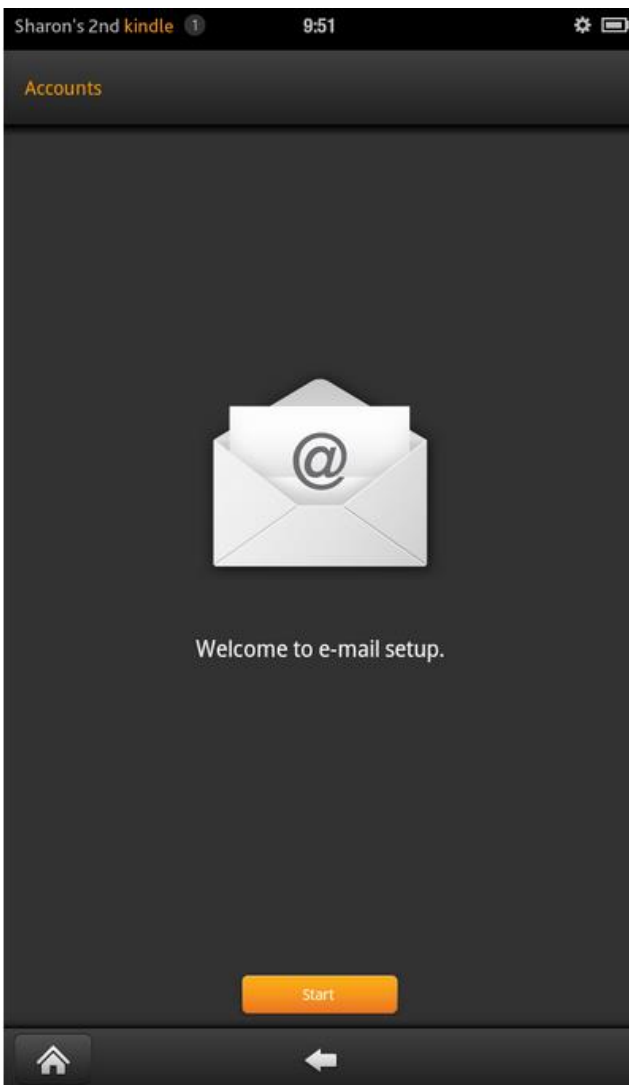 Sharon's 2nd kindle 1 9:51
Accounts
@
Welcome to e-mail setup.
Start